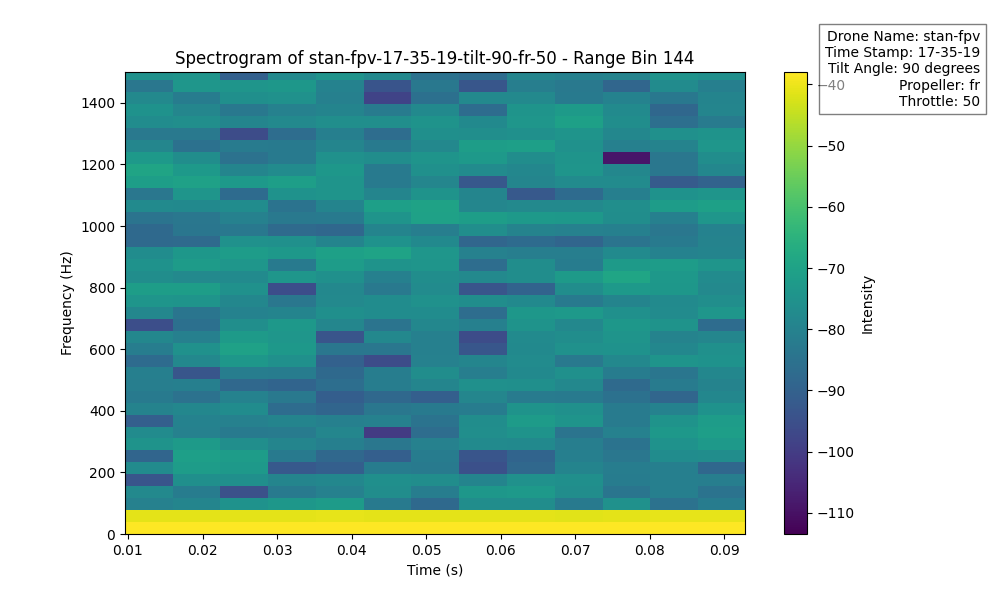 Spectrogram of stan-fpv-17-35-19-tilt-90-fr-50 - Range Bin 144
Drone Name: stan-fpv
Time Stamp: 17-35-19
Tilt Angle: 90 degrees
Propeller: fr
Throttle: 50
Frequency (Hz)
1400
1200
1000
800
600
400
200
0
0.01 0.02 0.03 0.04 0.05 0.06 0.07 0.08 0.09
Time (s)
−40
−50
−60
−70
−80
−90
−100
−110
Intensity